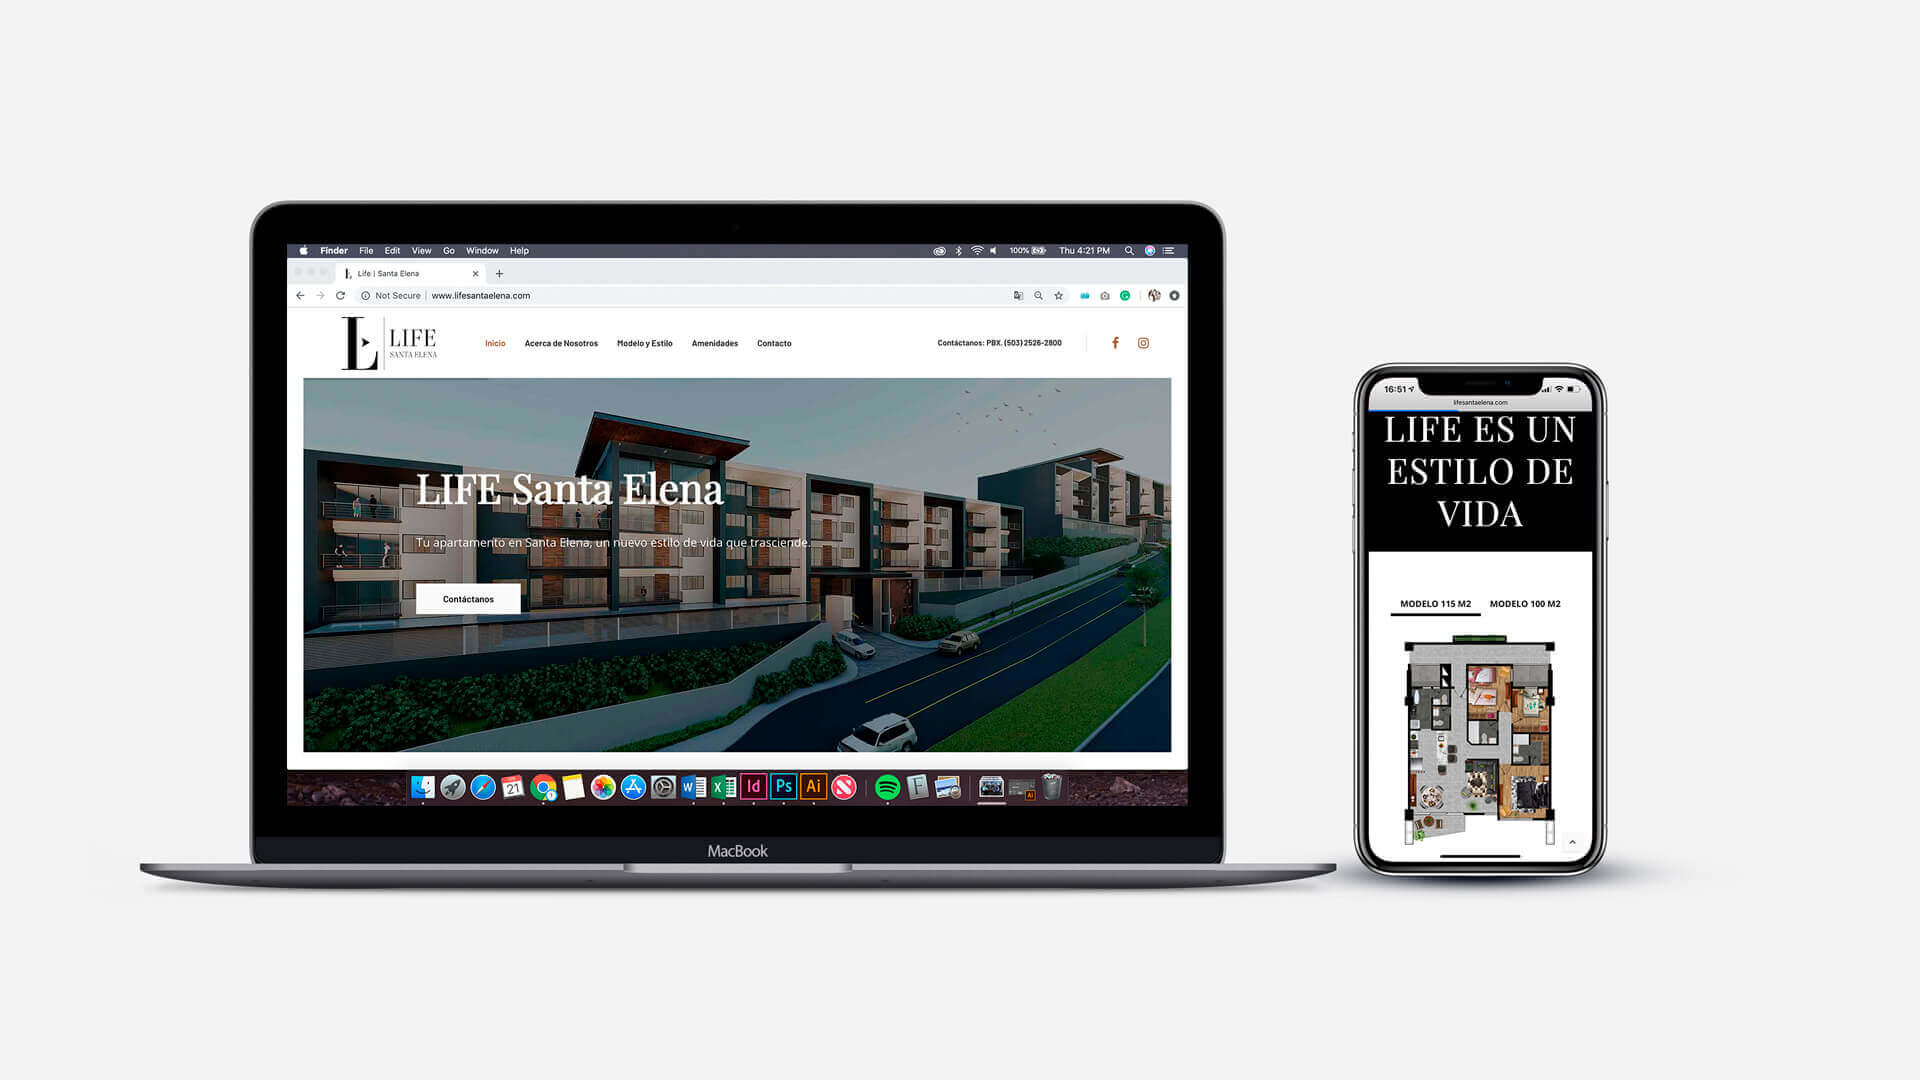 Finder File Edit View Go Window Help
100% Thu 4:21 PM
Life | Santa Elena
Not Secure www.lifesantaelena.com
LIFE
SANTA ELENA
Inicio Acerca de Nosotros Modelo y Estilo Amenidades Contacto
Contáctanos: PBX. (503) 2526-2800
LIFE Santa Elena
Tu apartamento en Santa Elena, un nuevo estilo de vida que trasciende.
Contáctanos
21
W X Id Ps Ai
MacBook
16:51
lifesantaelena.com
LIFE ES UN
ESTILO DE
VIDA
MODELO 115 M2 MODELO 100 M2